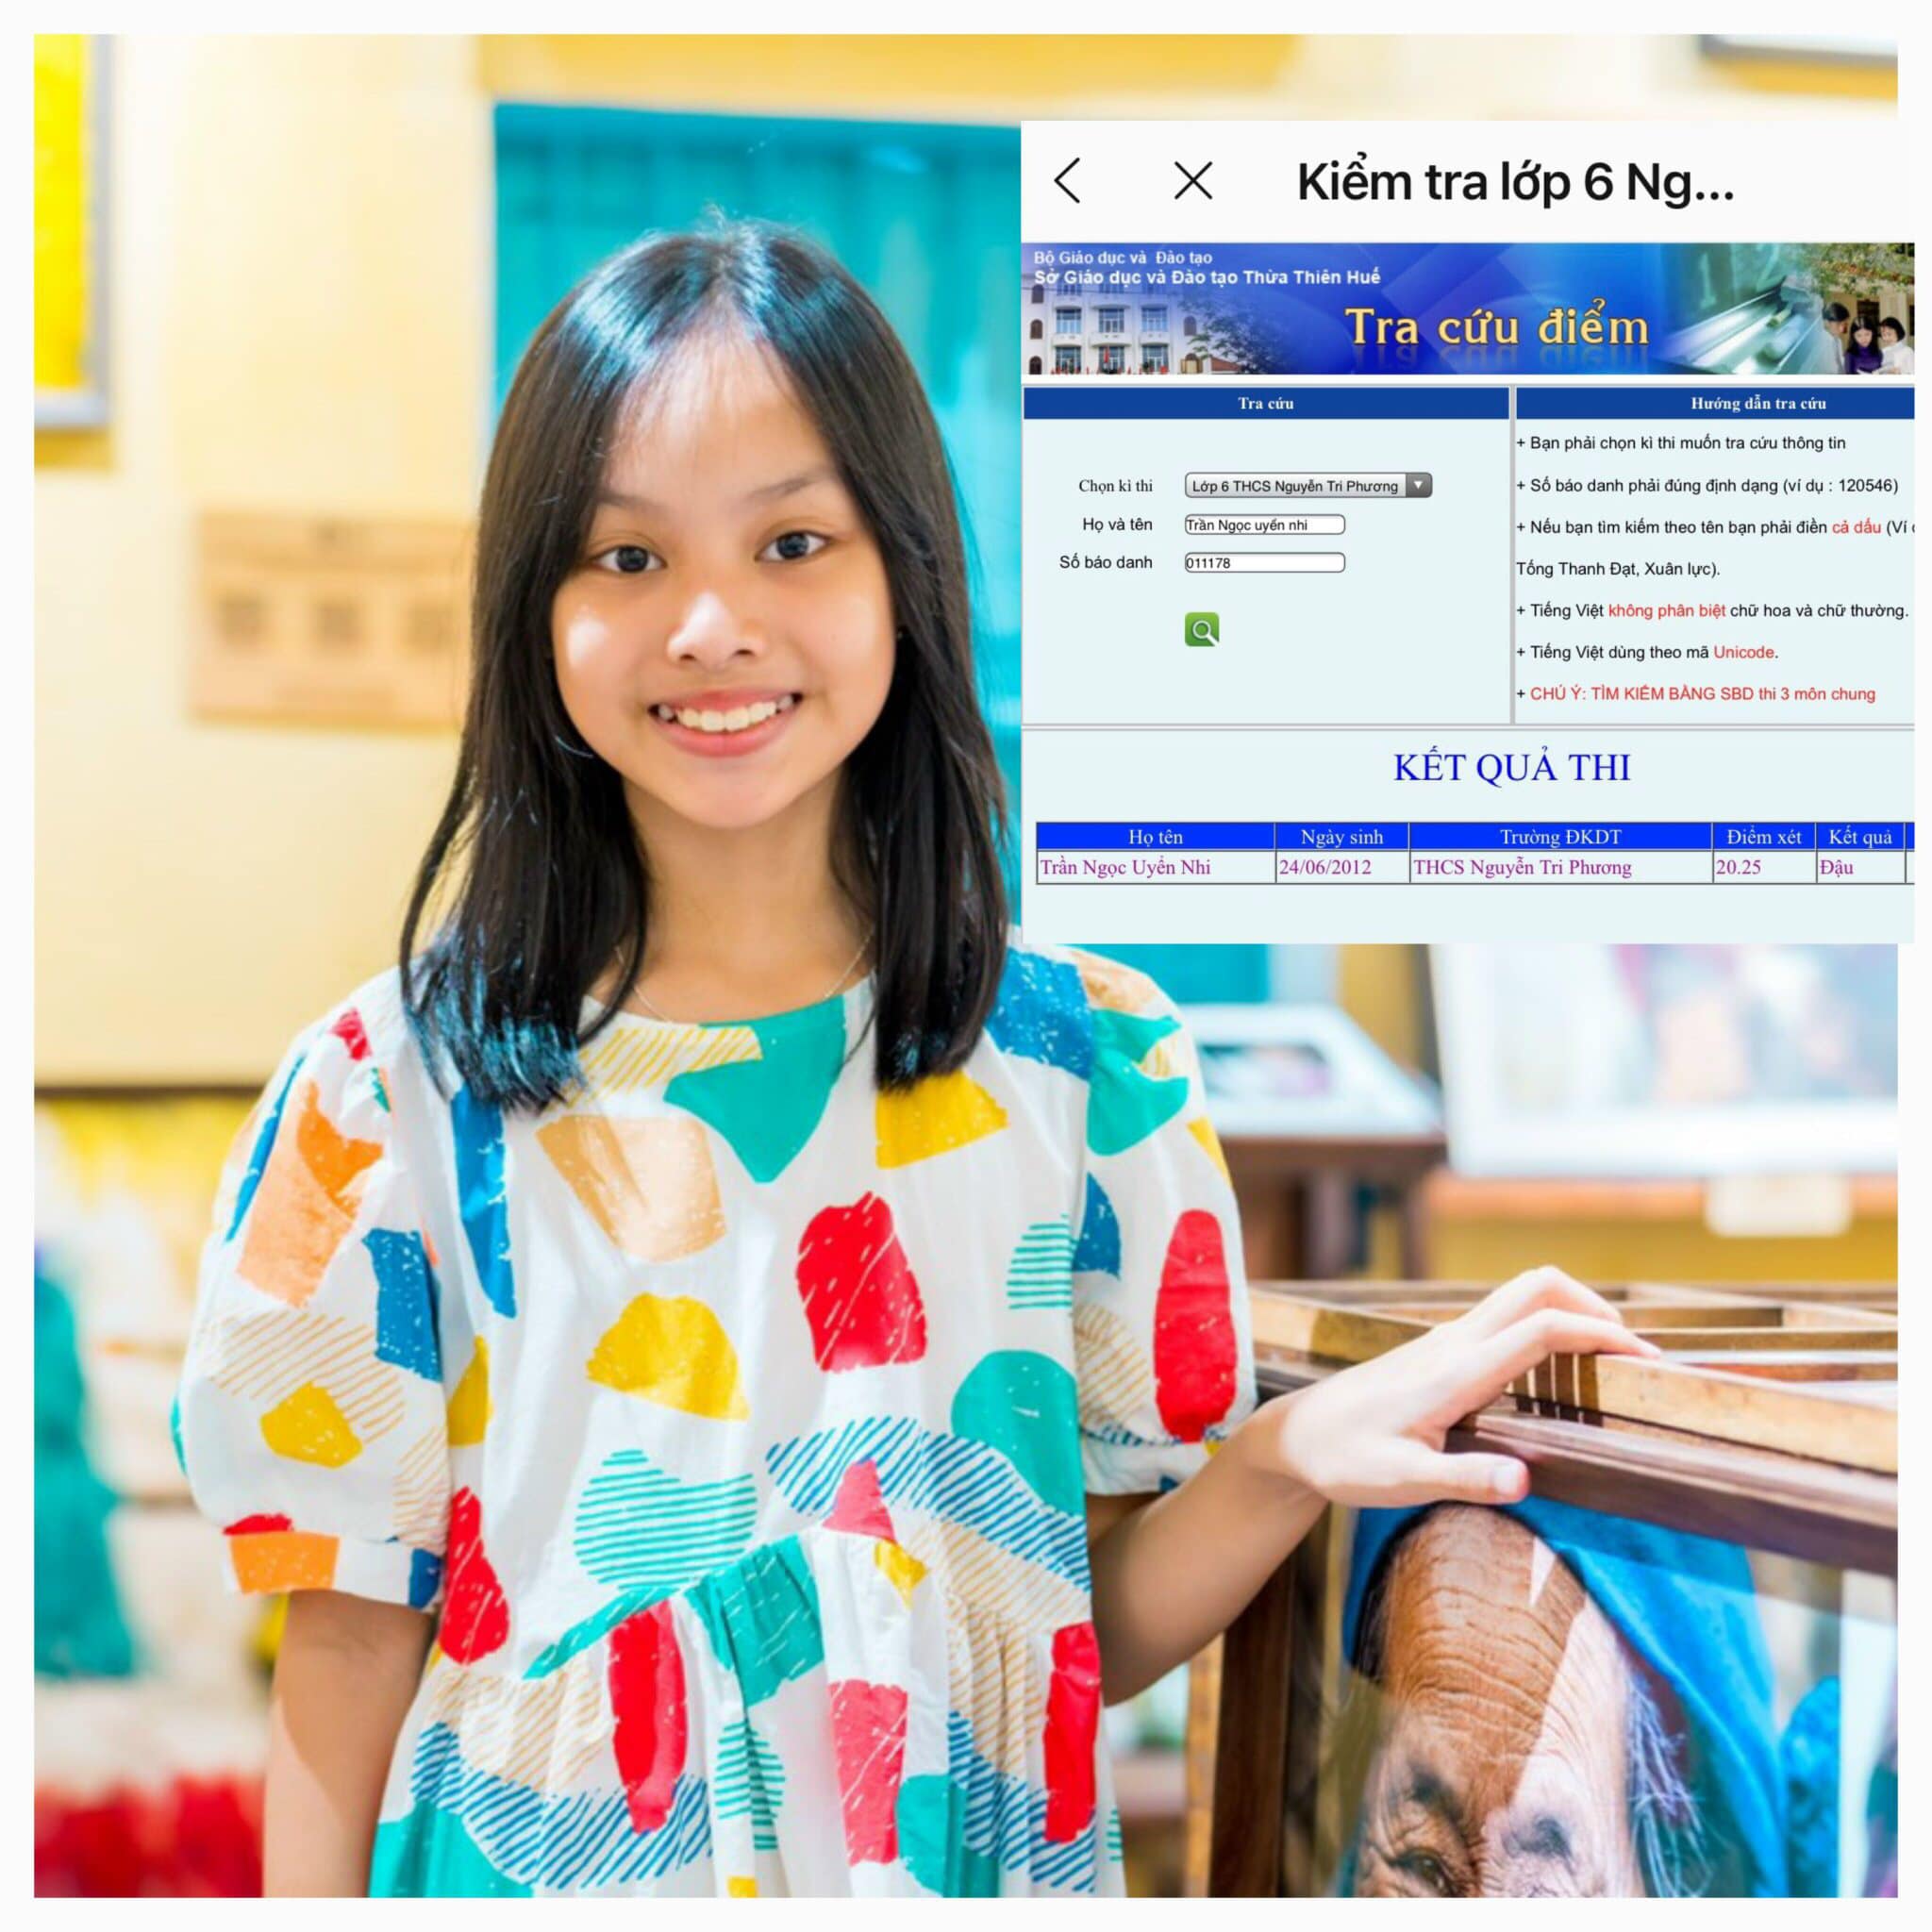 Kiểm tra lớp 6 Ng...
Bộ Giáo dục và Đào tạo
Sở Giáo dục và Đào tạo Thừa Thiên Huế
Tra cứu điểm
Tra cứu
Chọn kì thi
Lớp 6 THCS Nguyễn Tri Phương
Họ và tên
Trần Ngọc uyển nhi
Số báo danh
011178
Hướng dẫn tra cứu
+ Bạn phải chọn kì thi muốn tra cứu thông tin
+ Số báo danh phải đúng định dạng (ví dụ : 120546)
+ Nếu bạn tìm kiếm theo tên bạn phải điền cả dấu (Ví
Tống Thanh Đạt, Xuân lực).
+ Tiếng Việt không phân biệt chữ hoa và chữ thường.
+ Tiếng Việt dùng theo mã Unicode.
+ CHÚ Ý: TÌM KIẾM BẰNG SBD thi 3 môn chung
KẾT QUẢ THI
Họ tên Ngày sinh Trường ĐKDT Điểm xét Kết quả
Trần Ngọc Uyển Nhi 24/06/2012 THCS Nguyễn Tri Phương 20.25 Đậu